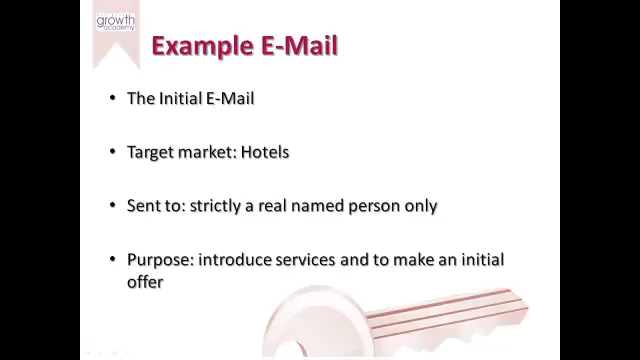 growth
academy
Example E-Mail
• The Initial E-Mail
• Target market: Hotels
• Sent to: strictly a real named person only
• Purpose: introduce services and to make an initial
offer